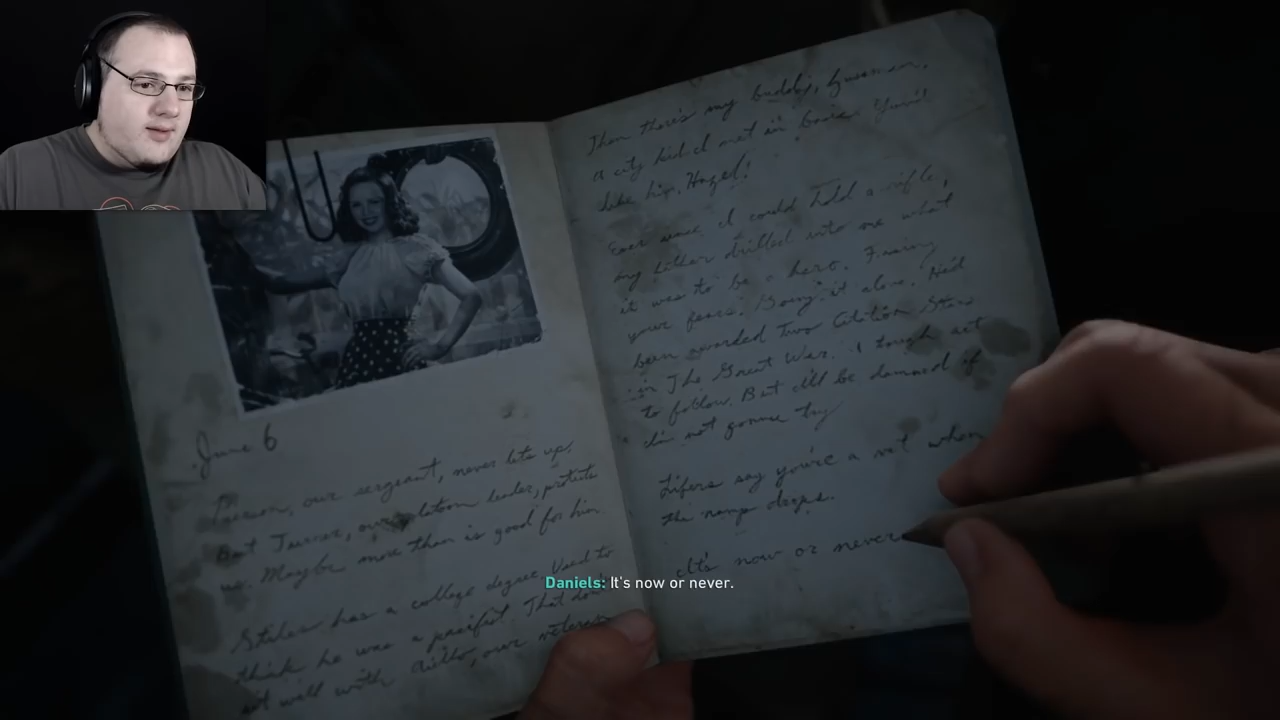 June 6
Pierson, our sergeant, never lets up.
But Turner, our platoon leader, protects
us. Maybe more than is good for him.
Stiles has a college degree. Used to
think he was a pacifist. That don't
sit well with Aiello, our veteran
Then there's my buddy, Zussman,
a city kid I met in basic. You'd
like him, Hazel!
Ever since I could hold a rifle,
my father drilled into me what
it was to be a hero. Facing
your fears. Going it alone. He'd
been awarded two Citation Stars
in The Great War. A tough act
to follow. But I'll be damned if
I'm not gonna try
Lifers say you're a vet when
the ramp drops.
It's now or never
Daniels: It's now or never.